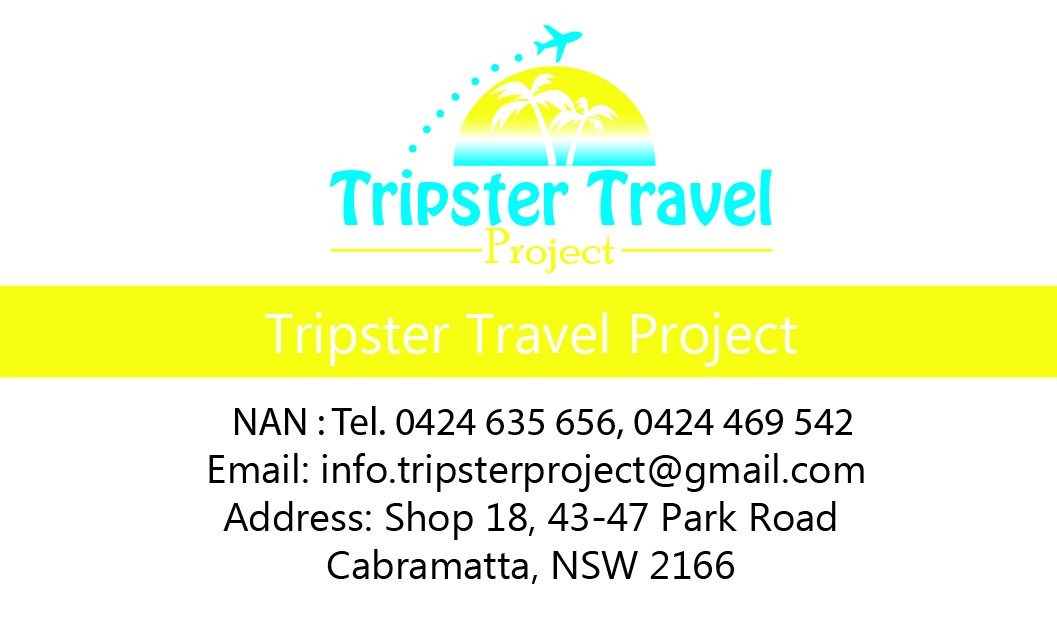 Tripster Travel
Project
Tripster Travel Project
NAN : Tel. 0424 635 656, 0424 469 542
Email: info.tripsterproject@gmail.com
Address: Shop 18, 43-47 Park Road
Cabramatta, NSW 2166